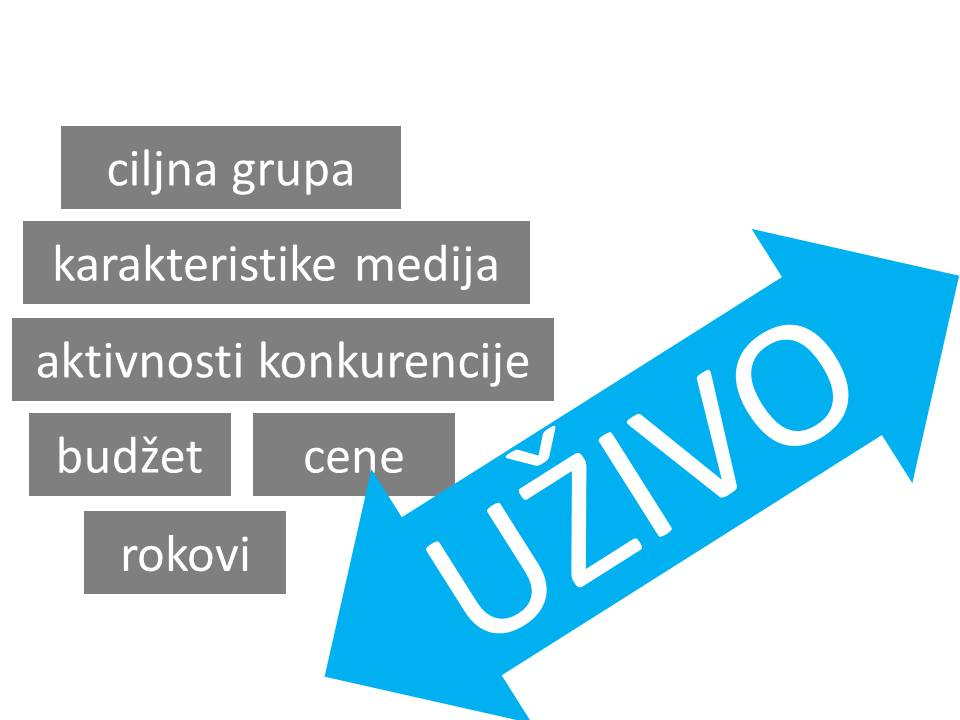 ciljna grupa
karakteristike medija
aktivnosti konkurencije
budžet cene
rokovi
UŽIVO